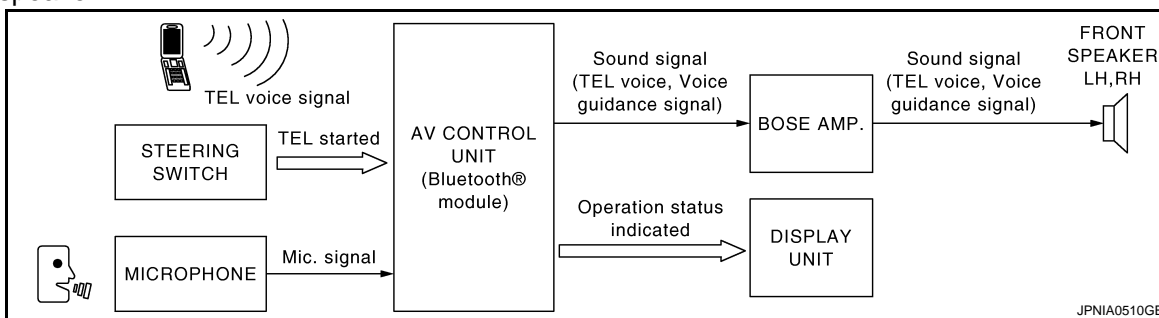 TEL voice signal
STEERING
SWITCH
TEL started
MICROPHONE
Mic. signal
AV CONTROL
UNIT
(Bluetooth®
module)
Sound signal
(TEL voice, Voice
guidance signal)
BOSE AMP.
Sound signal
(TEL voice, Voice
guidance signal)
FRONT
SPEAKER
LH,RH
Operation status
indicated
DISPLAY
UNIT
JPNIA0510GB